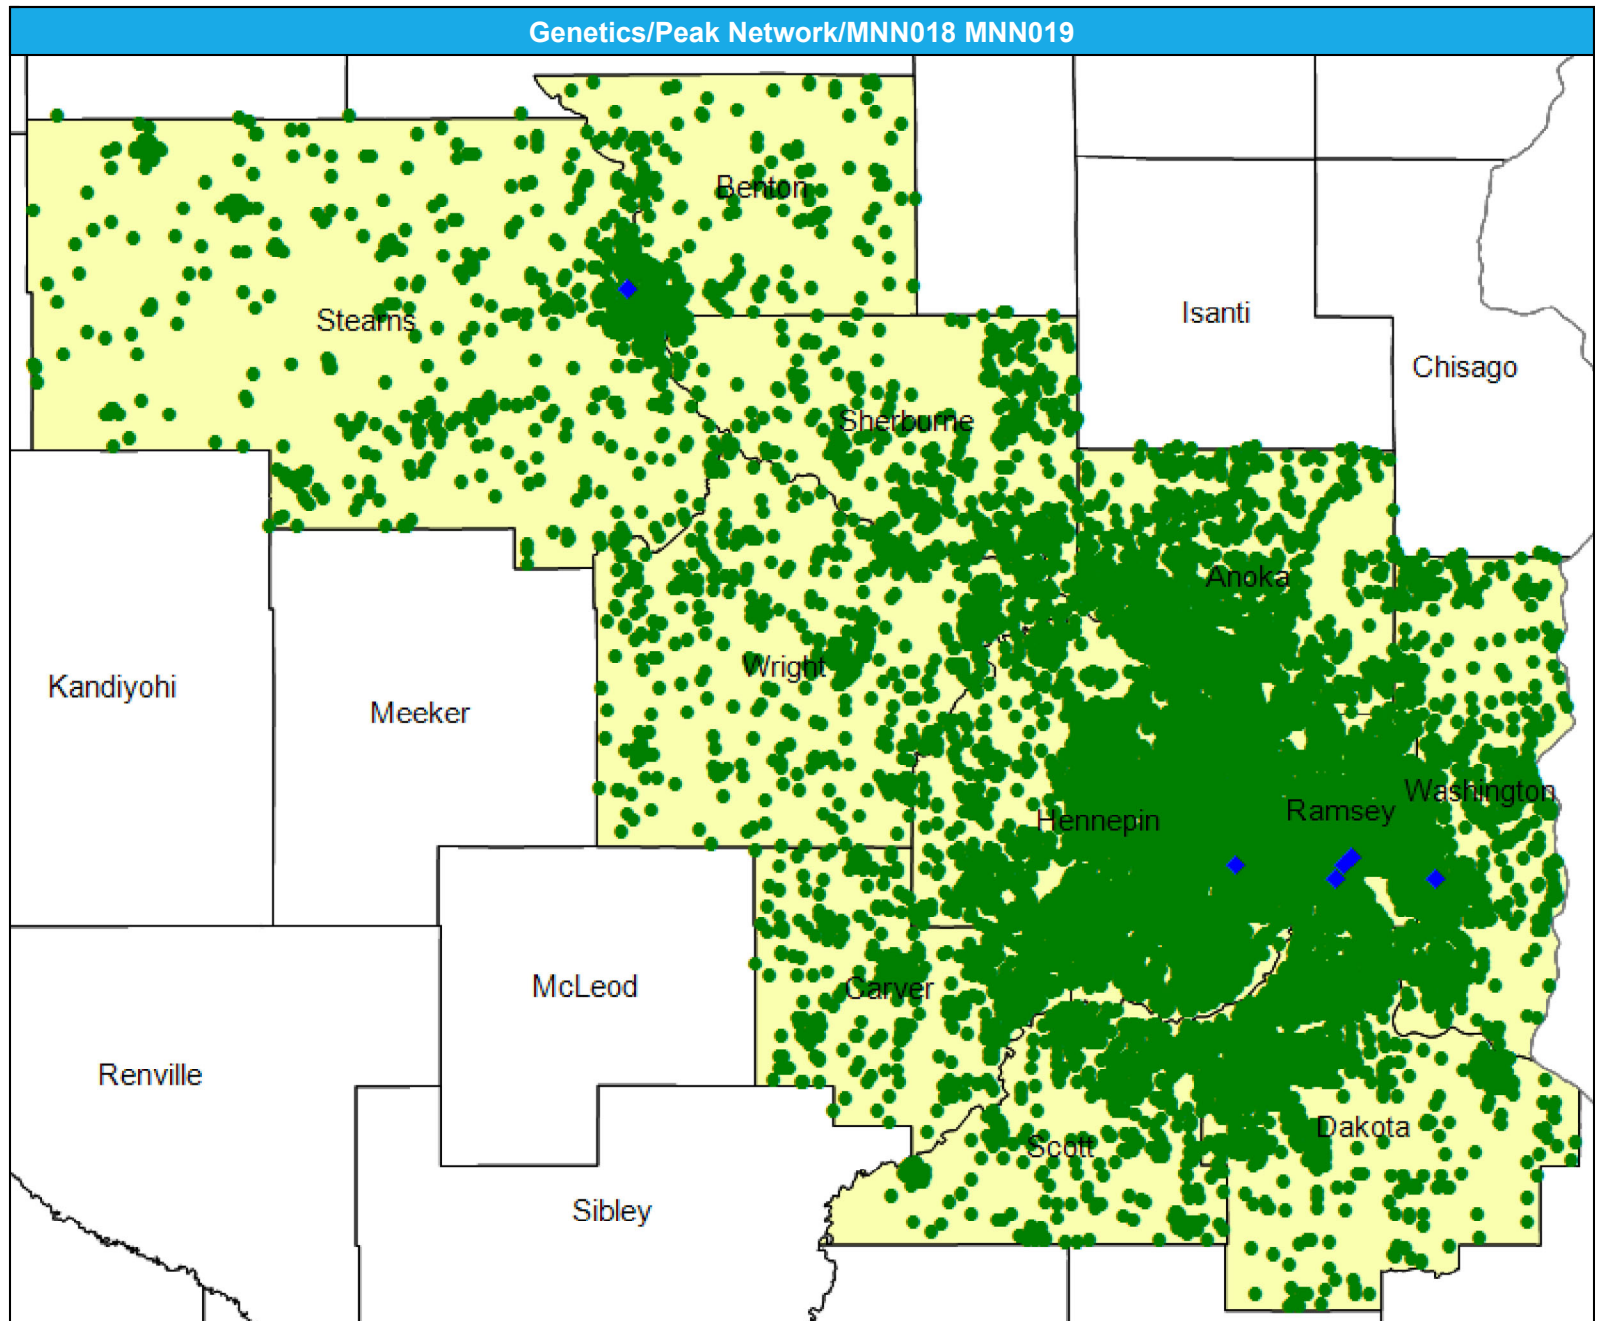 Genetics/Peak Network/MNN018 MNN019
Benton
Stearns
Isanti
Chisago
Sherburne
Anoka
Wright
Kandiyohi
Meeker
Washington
Ramsey
Hennepin
McLeod
Carver
Renville
Dakota
Scott
Sibley